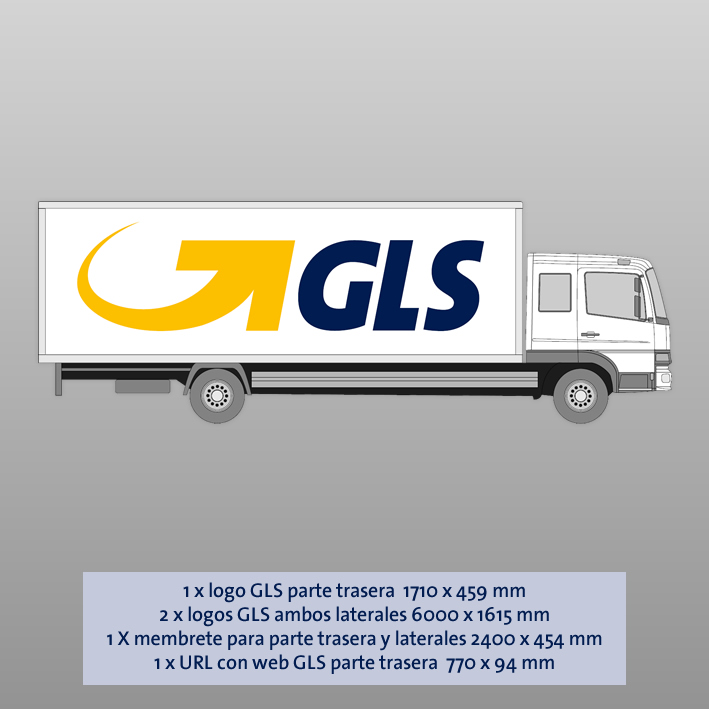 GLS
1 x logo GLS parte trasera 1710 x 459 mm
2 x logos GLS ambos laterales 6000 x 1615 mm
1 X membrete para parte trasera y laterales 2400 x 454 mm
1 x URL con web GLS parte trasera 770 x 94 mm